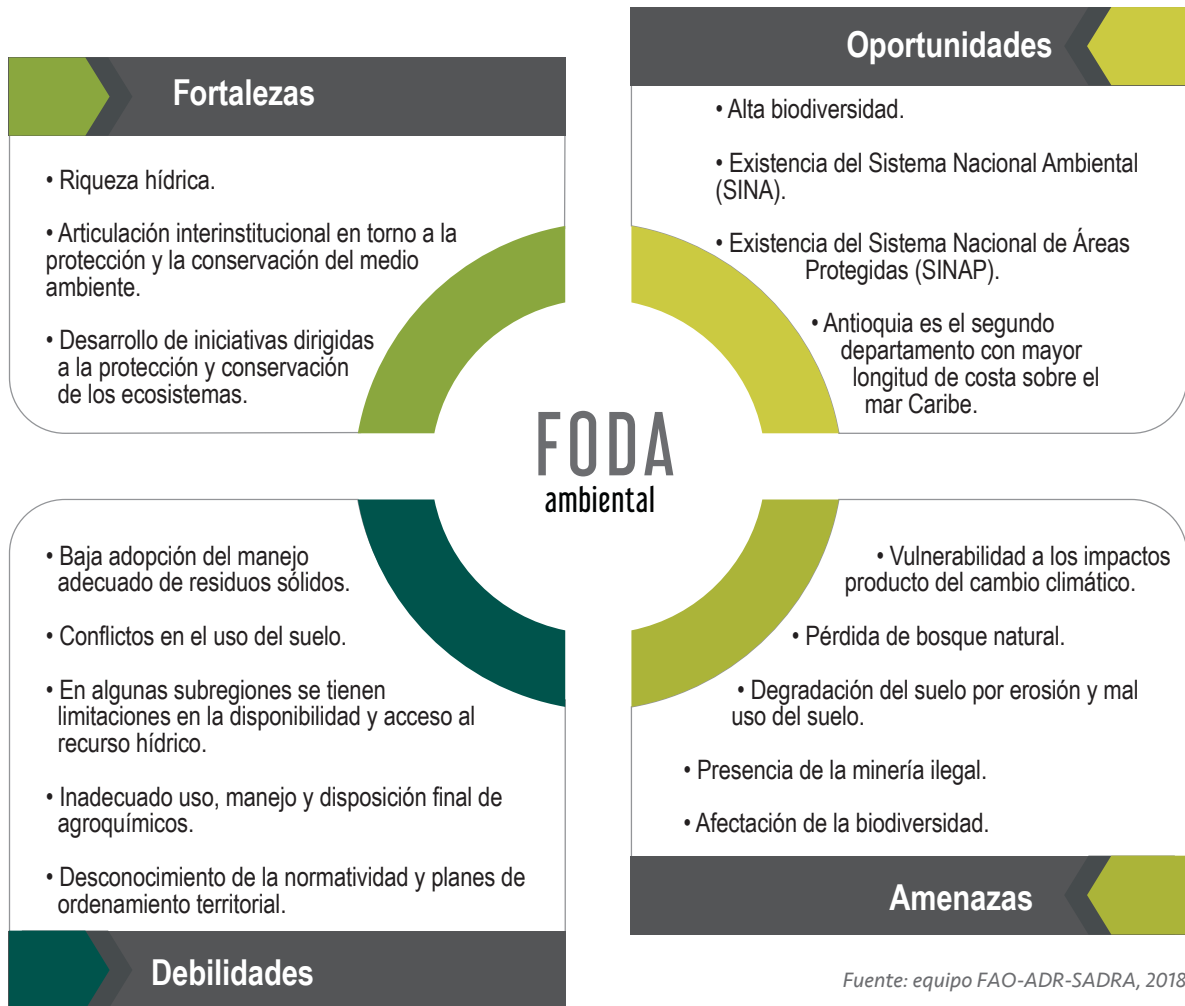 Fortalezas
• Riqueza hídrica.
• Articulación interinstitucional en torno a la
protección y la conservación del medio
ambiente.
• Desarrollo de iniciativas dirigidas
a la protección y conservación
de los ecosistemas.
Oportunidades
• Alta biodiversidad.
• Existencia del Sistema Nacional Ambiental
(SINA).
• Existencia del Sistema Nacional de Áreas
Protegidas (SINAP).
• Antioquia es el segundo
departamento con mayor
longitud de costa sobre el
mar Caribe.
FODA
ambiental
• Baja adopción del manejo
adecuado de residuos sólidos.
• Conflictos en el uso del suelo.
• En algunas subregiones se tienen
limitaciones en la disponibilidad y acceso al
recurso hídrico.
• Inadecuado uso, manejo y disposición final de
agroquímicos.
• Desconocimiento de la normatividad y planes de
ordenamiento territorial.
Debilidades
• Vulnerabilidad a los impactos
producto del cambio climático.
• Pérdida de bosque natural.
• Degradación del suelo por erosión y mal
uso del suelo.
• Presencia de la minería ilegal.
• Afectación de la biodiversidad.
Amenazas
Fuente: equipo FAO-ADR-SADRA, 2018